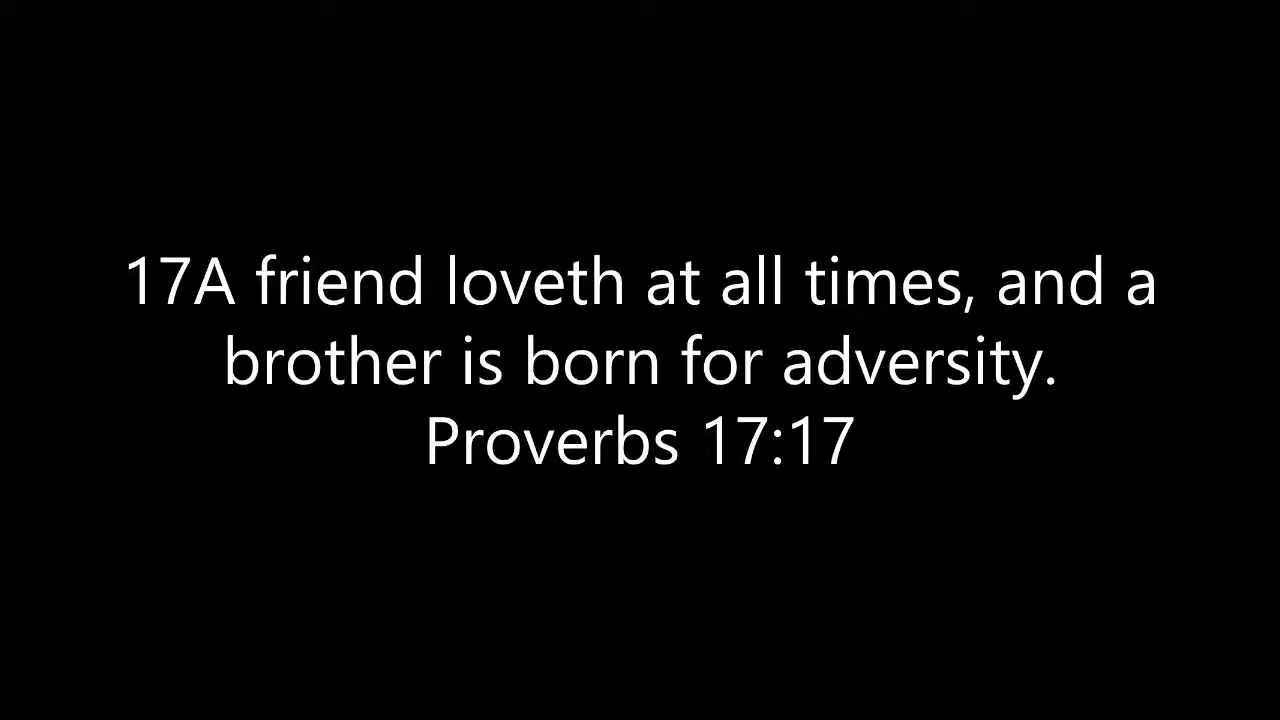 17A friend loveth at all times, and a
brother is born for adversity.
Proverbs 17:17